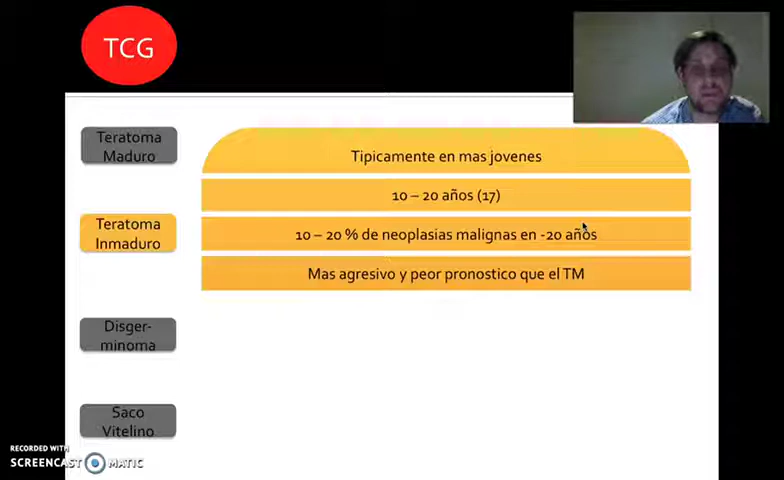 TCG
Teratoma
Maduro
Tipicamente en mas jovenes
10 – 20 años (17)
Teratoma
Inmaduro
10 – 20 % de neoplasias malignas en -20 años
Mas agresivo y peor pronostico que el TM
Disger-
minoma
Saco
Vitelino
RECORDED WITH
SCREENCAST MATIC